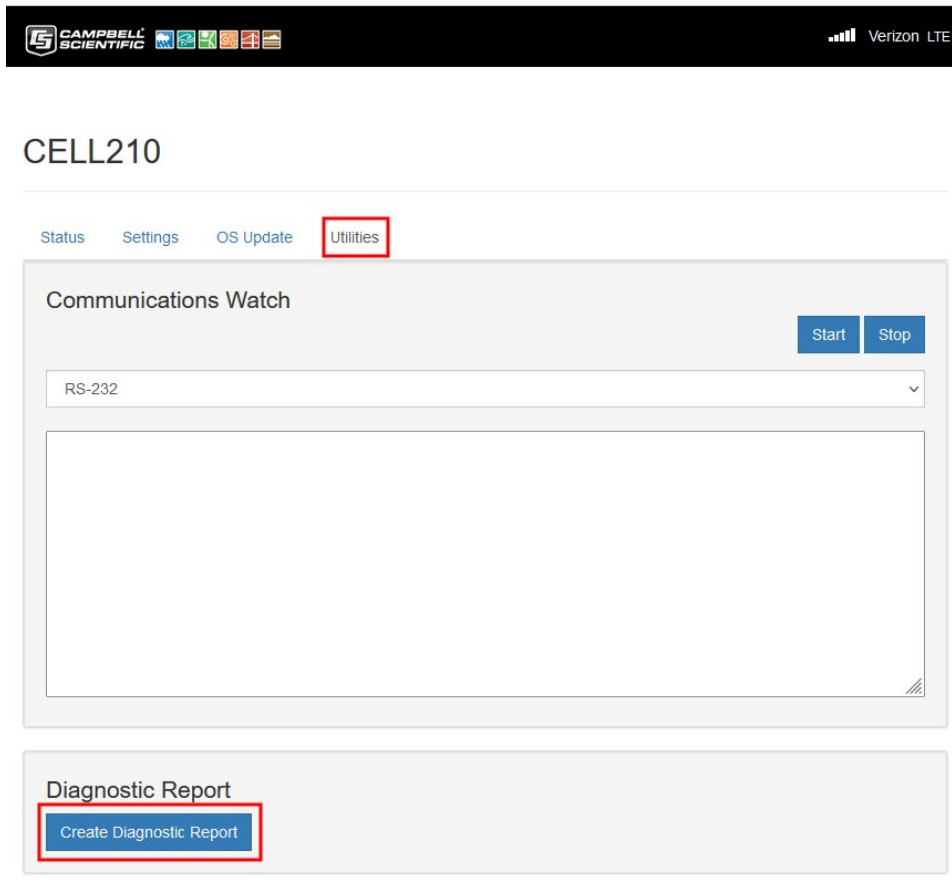 CAMPBELL SCIENTIFIC
Verizon LTE
CELL210
Status Settings OS Update Utilities
Communications Watch
Start Stop
RS-232
Diagnostic Report
Create Diagnostic Report